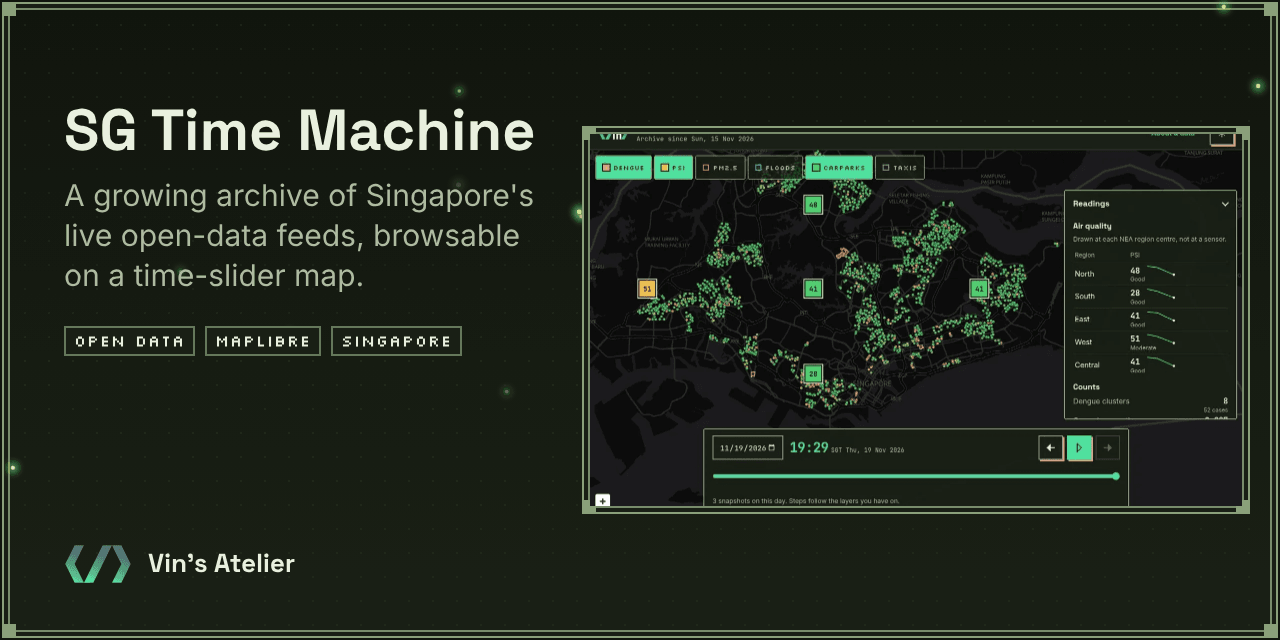 SG Time Machine
A growing archive of Singapore's
live open-data feeds, browsable
on a time-slider map.
OPEN DATA
MAPLIBRE
SINGAPORE
Vin's Atelier
Archive since Sun, 15 Nov 2026
DENGUE
PSI
PM2.5
FLOODS
CARPARKS
TAXIS
48
51
41
41
28
SINGAPORE
Readings
Air quality
Drawn at each NEA region centre, not at a sensor.
Region PSI
North 48
Good
South 28
Good
East 41
Good
West 51
Moderate
Central 41
Good
Counts
Dengue clusters 8
52 cases
11/19/2026 19:29 SGT Thu, 19 Nov 2026
3 snapshots on this day. Steps follow the layers you have on.